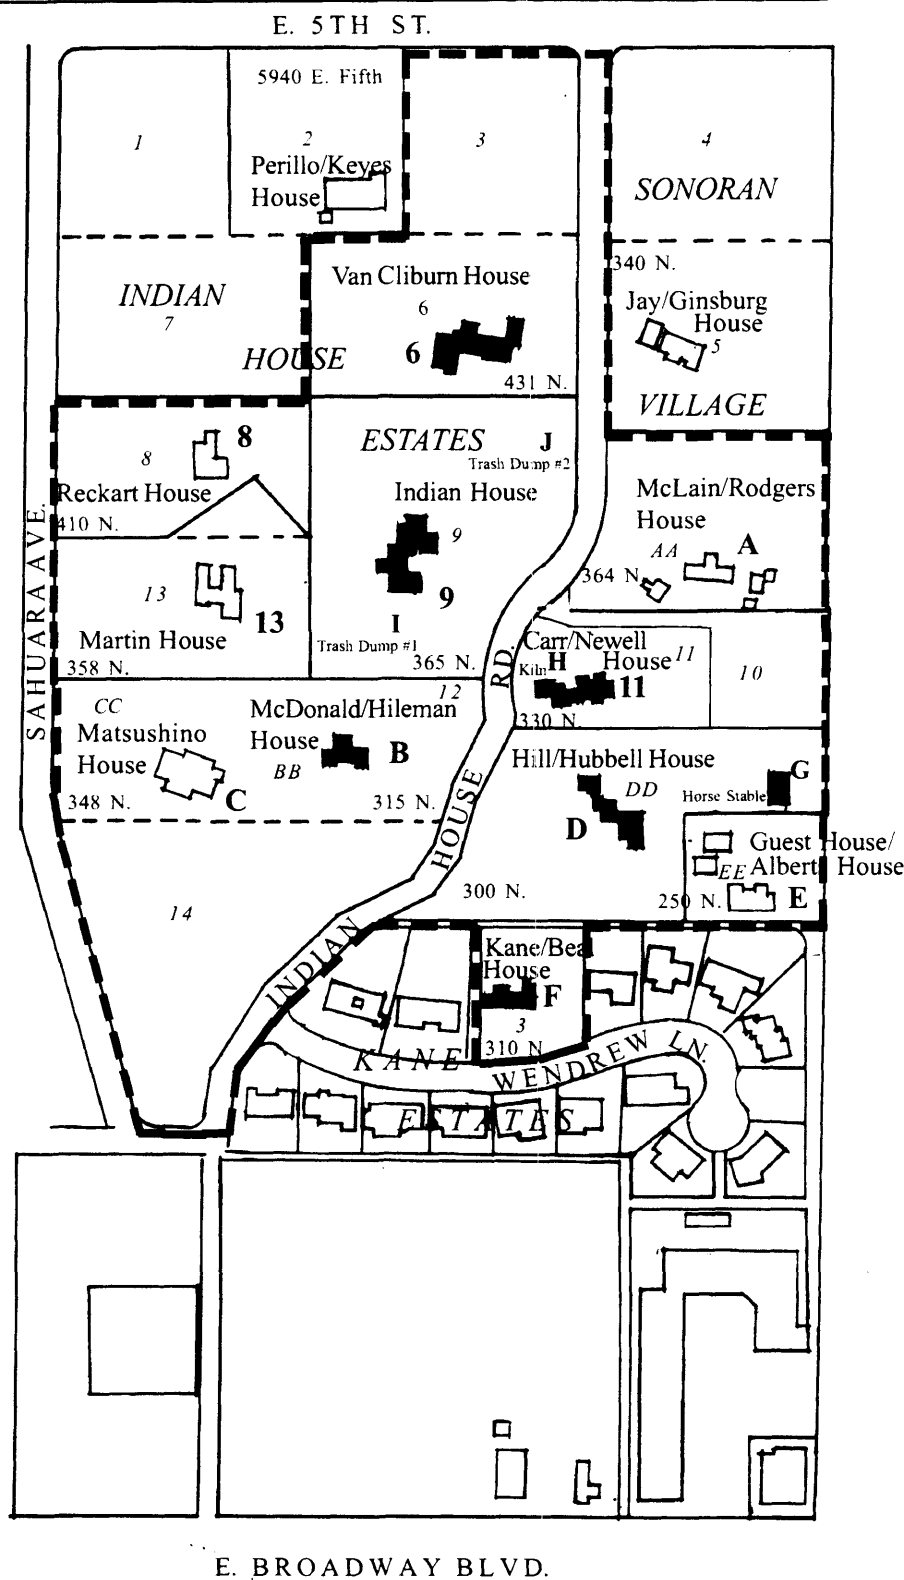 E. 5TH ST.
5940 E. Fifth
1
2
3
4
Perillo/Keyes
House
SONORAN
340 N.
Van Cliburn House
INDIAN
7
6
Jay/Ginsburg
House
5
6
HOUSE
431 N.
VILLAGE
8
8
ESTATES
J
Trash Dump #2
Reckart House
410 N.
Indian House
9
McLain/Rodgers
House
AA
A
364 N
SAHUARA AVE.
13
13
9
I
Trash Dump #1
Martin House
358 N.
365 N.
RD.
Carr/Newell
House
11
Kiln
H
11
10
330 N.
12
CC
Matsushino
House
McDonald/Hileman
House
BB
B
C
348 N.
315 N.
HOUSE
Hill/Hubbell House
DD
G
Horse Stable
D
Guest House/
Albert House
EE
E
300 N.
250 N.
14
INDIAN
Kane/Bea
House
F
3
310 N
KANE
WENDREW LN.
ESTATES
E. BROADWAY BLVD.